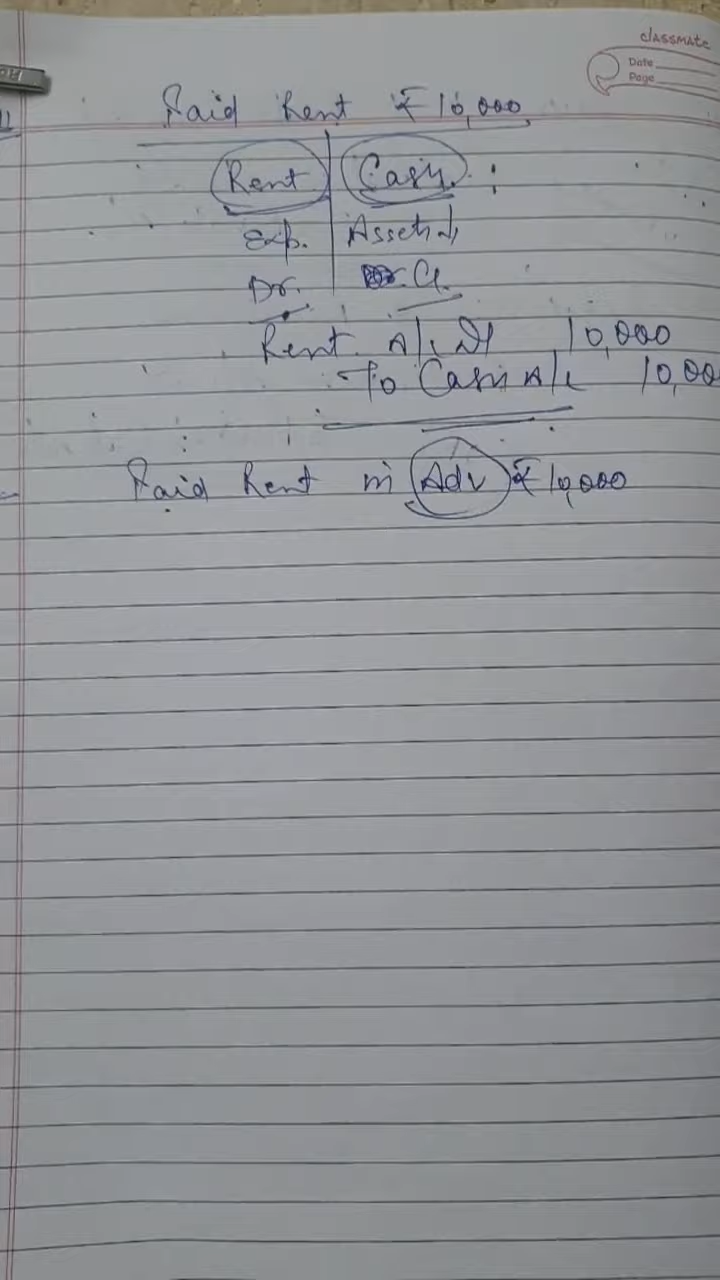 classmate
Date
Page
Paid Rent ₹10,000
Rent Cash :
Exp. Asset↓
Dr. Cr.
Rent A/c Dr 10,000
To Cash A/c 10,00
Paid Rent in Adv ₹10,000